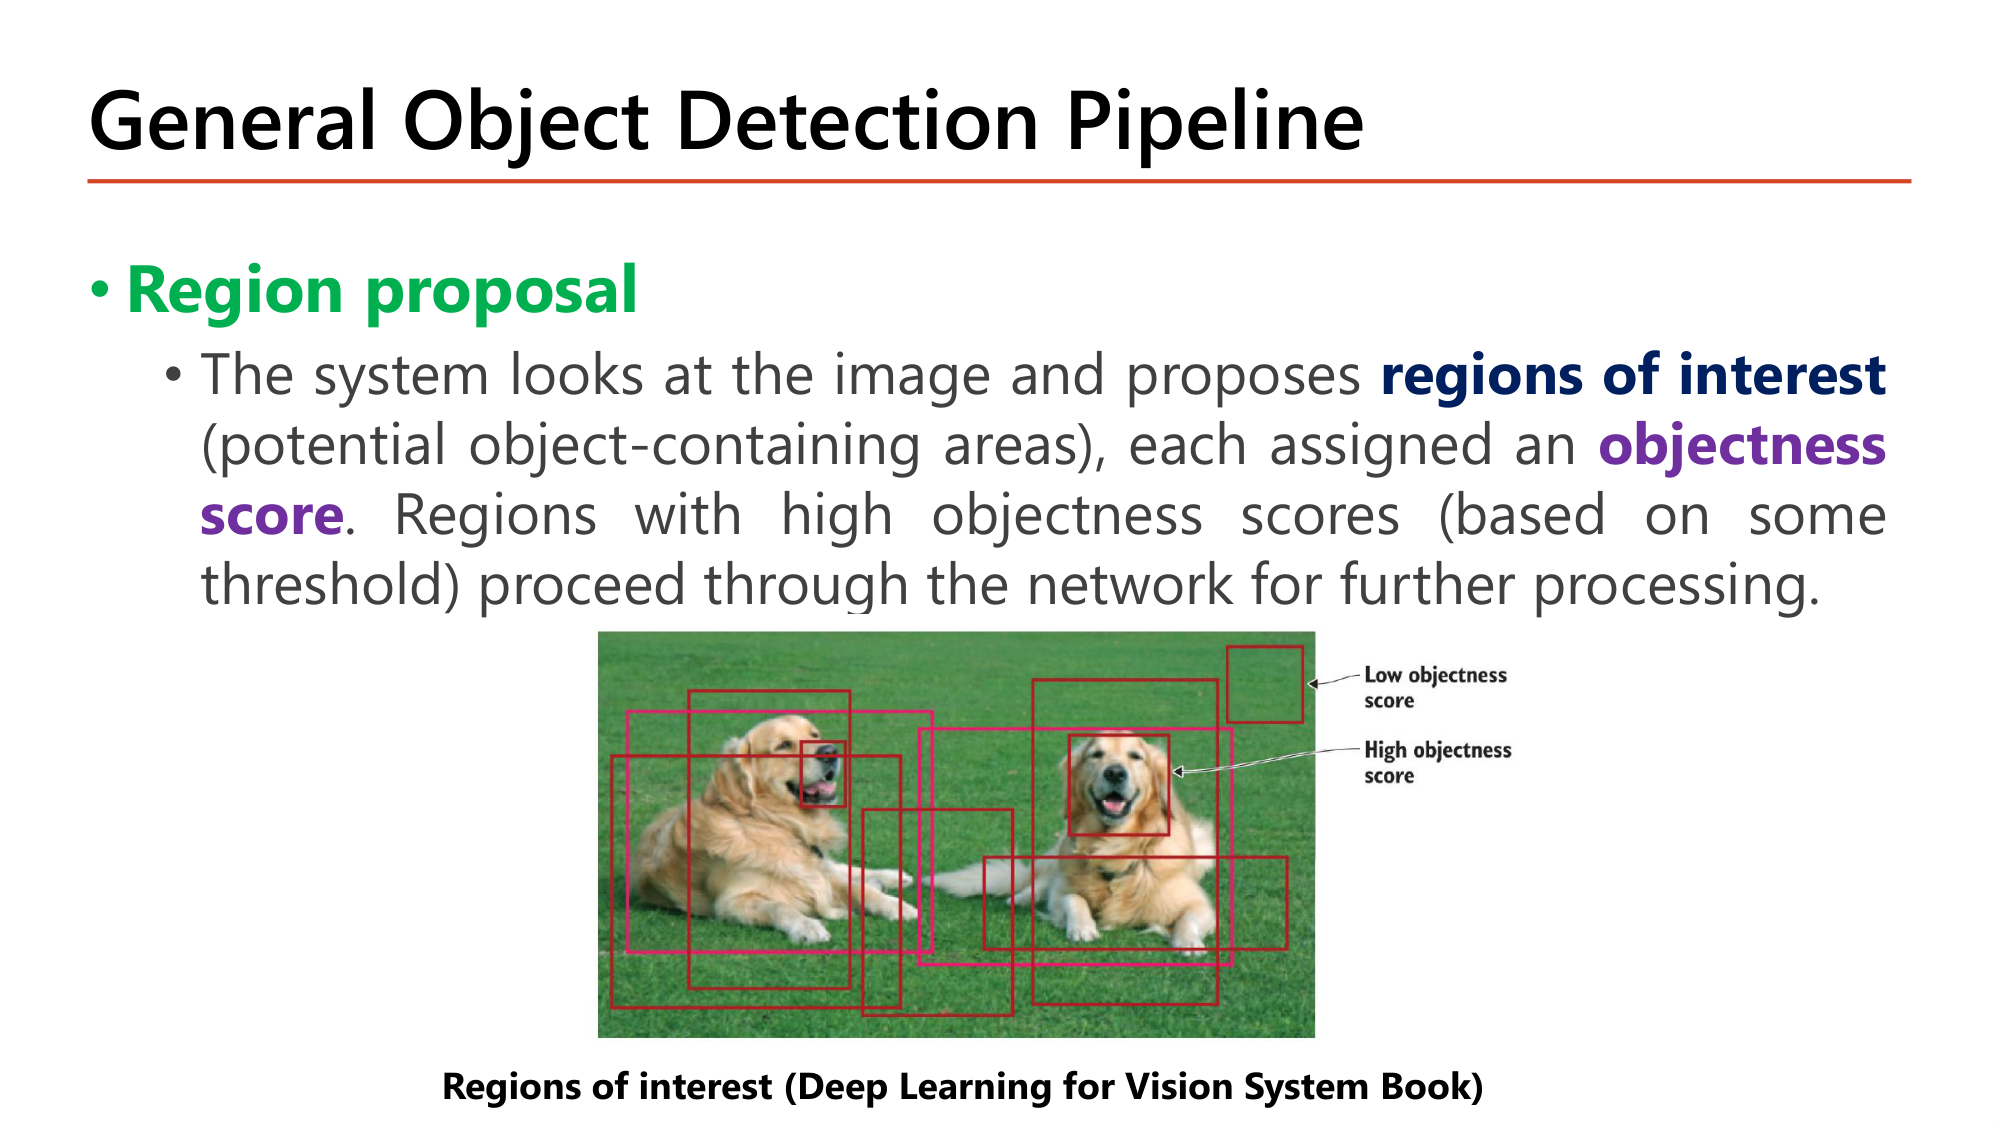 General Object Detection Pipeline
• Region proposal
• The system looks at the image and proposes regions of interest
(potential object-containing areas), each assigned an objectness
score. Regions with high objectness scores (based on some
threshold) proceed through the network for further processing.
Low objectness
score
High objectness
score
Regions of interest (Deep Learning for Vision System Book)